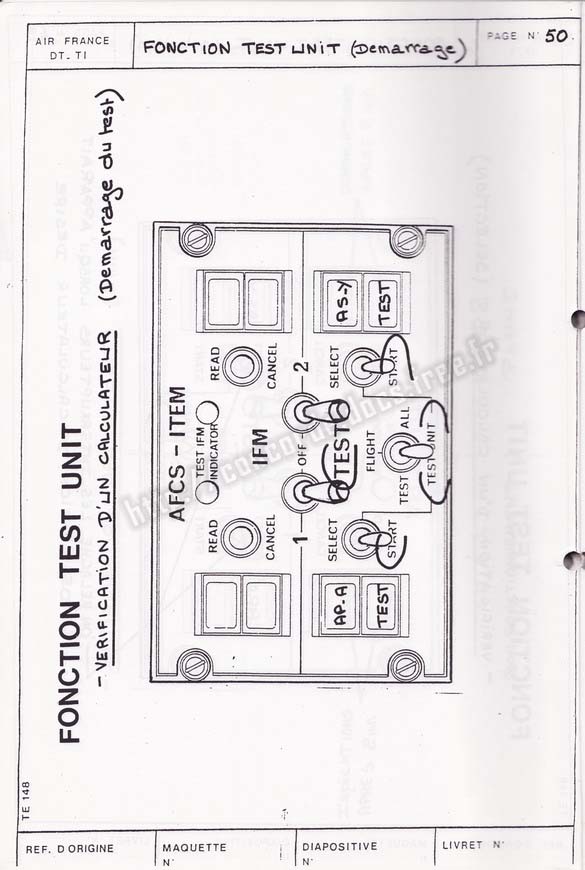 AIR FRANCE
DT. TI
FONCTION TEST UNIT (Demarrage)
PAGE N° 50
FONCTION TEST UNIT
- VERIFICATION D'UN CALCULATEUR (Demarrage du test)
AFCS - ITEM
TEST IFM
INDICATOR
READ
CANCEL
READ
CANCEL
IFM
1 OFF 2
TEST
SELECT
START
SELECT
START
FLIGHT
TEST ALL
TEST UNIT
AP.A
TEST
AS-Y
TEST
TE 148
REF. D'ORIGINE
MAQUETTE
N°
DIAPOSITIVE
N°
LIVRET N°